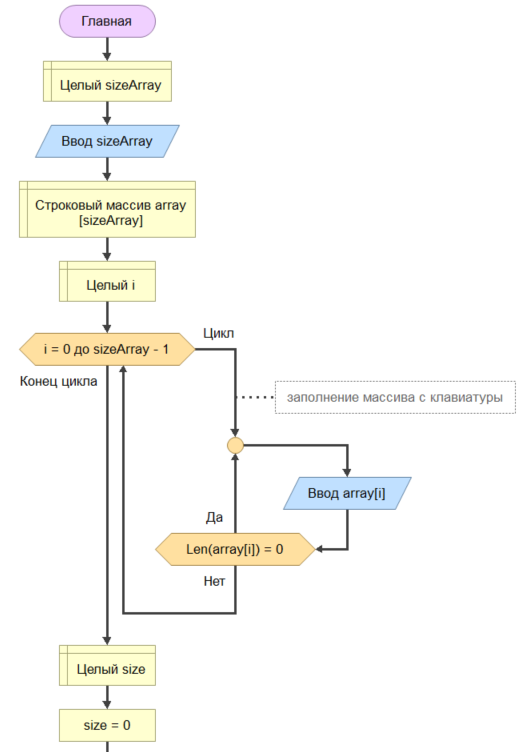 Главная
Целый sizeArray
Ввод sizeArray
Строковый массив array
[sizeArray]
Целый i
i = 0 до sizeArray - 1
Цикл
Конец цикла
заполнение массива с клавиатуры
Ввод array[i]
Да
Len(array[i]) = 0
Нет
Целый size
size = 0